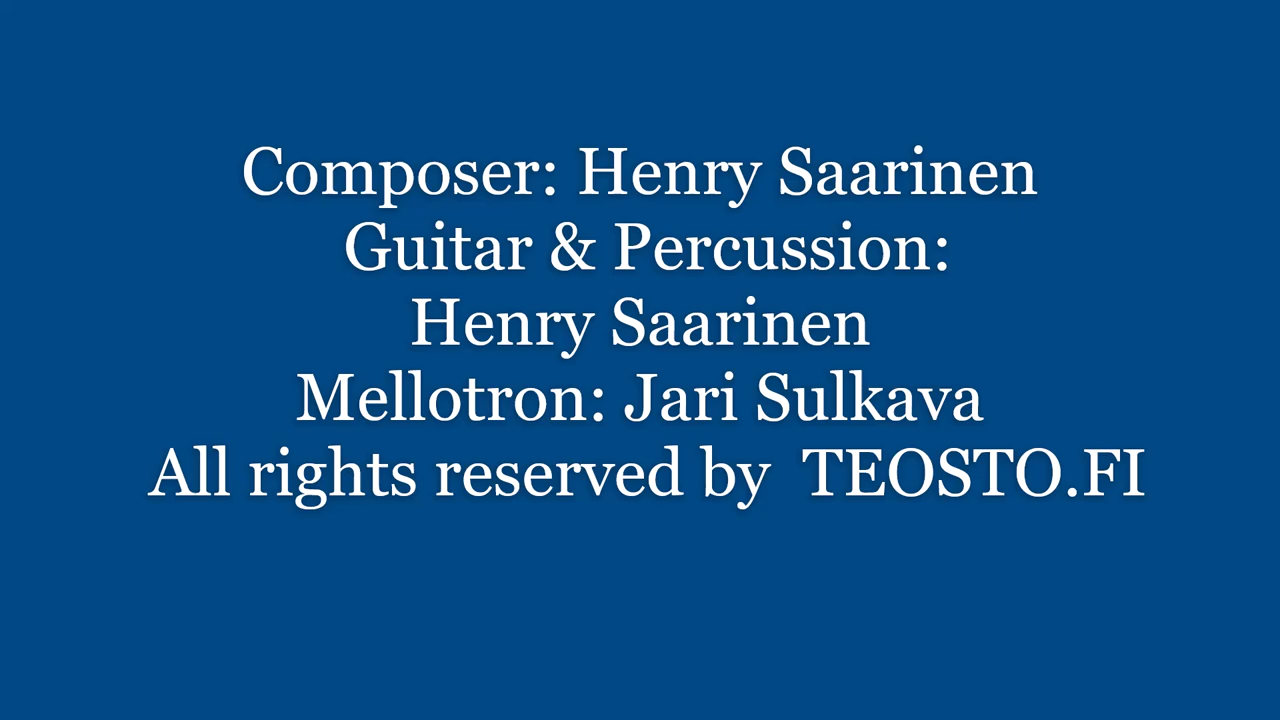 Composer: Henry Saarinen
Guitar & Percussion:
Henry Saarinen
Mellotron: Jari Sulkava
All rights reserved by  TEOSTO.FI